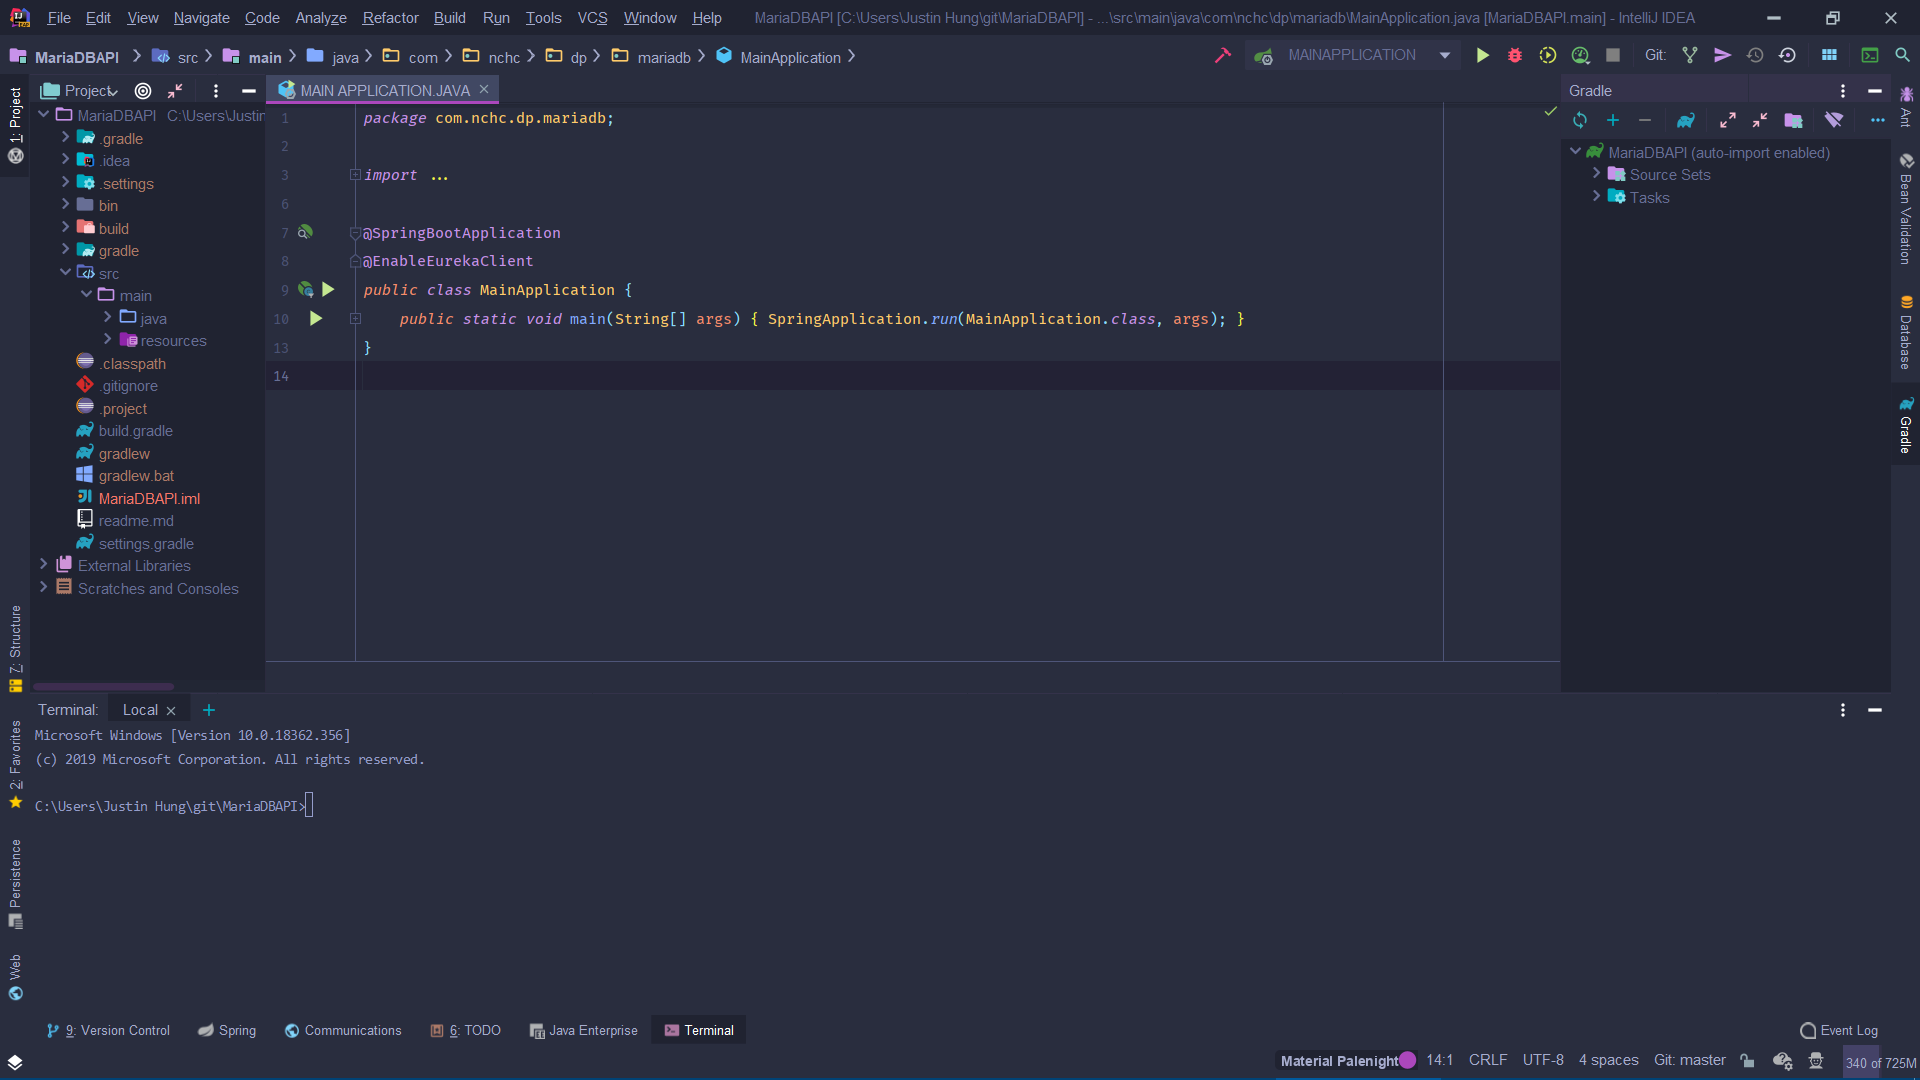 File Edit View Navigate Code Analyze Refactor Build Run Tools VCS Window Help MariaDBAPI [C:\Users\Justin Hung\git\MariaDBAPI] - ...\src\main\java\com\nchc\dp\mariadb\MainApplication.java [MariaDBAPI.main] - IntelliJ IDEA
MariaDBAPI src main java com nchc dp mariadb MainApplication MAINAPPLICATION Git:
1: Project
Project
MAIN APPLICATION.JAVA
MariaDBAPI C:\Users\Justin
.gradle
.idea
.settings
bin
build
gradle
src
main
java
resources
.classpath
.gitignore
.project
build.gradle
gradlew
gradlew.bat
MariaDBAPI.iml
readme.md
settings.gradle
External Libraries
Scratches and Consoles
1 package com.nchc.dp.mariadb;
2
3 import ...
6
7 @SpringBootApplication
8 @EnableEurekaClient
9 public class MainApplication {
10 public static void main(String[] args) { SpringApplication.run(MainApplication.class, args); }
13 }
14
Gradle
MariaDBAPI (auto-import enabled)
Source Sets
Tasks
Ant
Bean Validation
Database
Gradle
7: Structure
2: Favorites
Persistence
Web
Terminal: Local
Microsoft Windows [Version 10.0.18362.356]
(c) 2019 Microsoft Corporation. All rights reserved.
C:\Users\Justin Hung\git\MariaDBAPI>
9: Version Control Spring Communications 6: TODO Java Enterprise Terminal Event Log
Material Palenight 14:1 CRLF UTF-8 4 spaces Git: master 340 of 725M